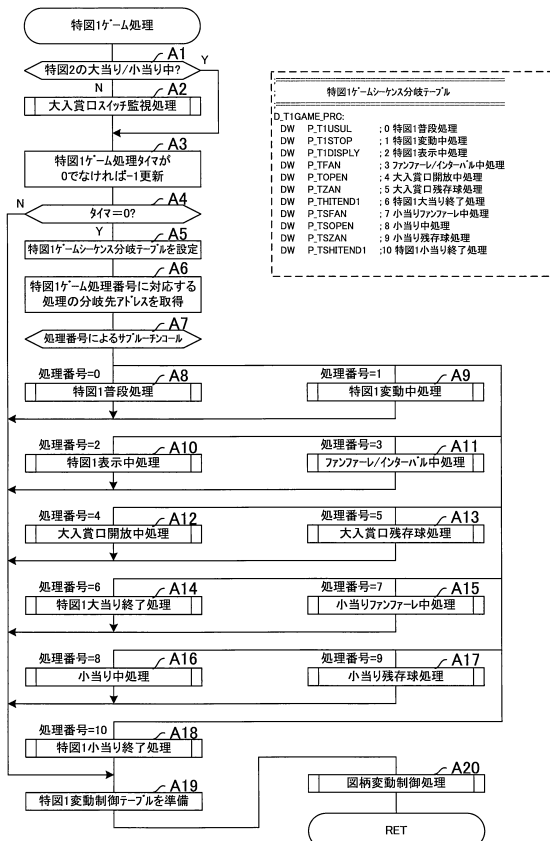 特図1ゲーム処理
A1
特図2の大当り/小当り中?
Y
N
A2
大入賞口スイッチ監視処理
A3
特図1ゲーム処理タイマが
0でなければ-1更新
A4
N
タイマ=0?
Y
A5
特図1ゲームシーケンス分岐テーブルを設定
A6
特図1ゲーム処理番号に対応する
処理の分岐先アドレスを取得
A7
処理番号によるサブルーチンコール
処理番号=0
A8
特図1普段処理
処理番号=1
A9
特図1変動中処理
処理番号=2
A10
特図1表示中処理
処理番号=3
A11
ファンファーレ/インターバル中処理
処理番号=4
A12
大入賞口開放中処理
処理番号=5
A13
大入賞口残存球処理
処理番号=6
A14
特図1大当り終了処理
処理番号=7
A15
小当りファンファーレ中処理
処理番号=8
A16
小当り中処理
処理番号=9
A17
小当り残存球処理
処理番号=10
A18
特図1小当り終了処理
A19
特図1変動制御テーブルを準備
A20
図柄変動制御処理
RET
特図1ゲームシーケンス分岐テーブル
D_T1GAME_PRC:
DW P_T1USUL ; 0 特図1普段処理
DW P_T1STOP ; 1 特図1変動中処理
DW P_T1DISPLY ; 2 特図1表示中処理
DW P_TFAN ; 3 ファンファーレ/インターバル中処理
DW P_TOPEN ; 4 大入賞口開放中処理
DW P_TZAN ; 5 大入賞口残存球処理
DW P_THITEND1 ; 6 特図1大当り終了処理
DW P_TSFAN ; 7 小当りファンファーレ中処理
DW P_TSOPEN ; 8 小当り中処理
DW P_TSZAN ; 9 小当り残存球処理
DW P_TSHITEND1 ;10 特図1小当り終了処理